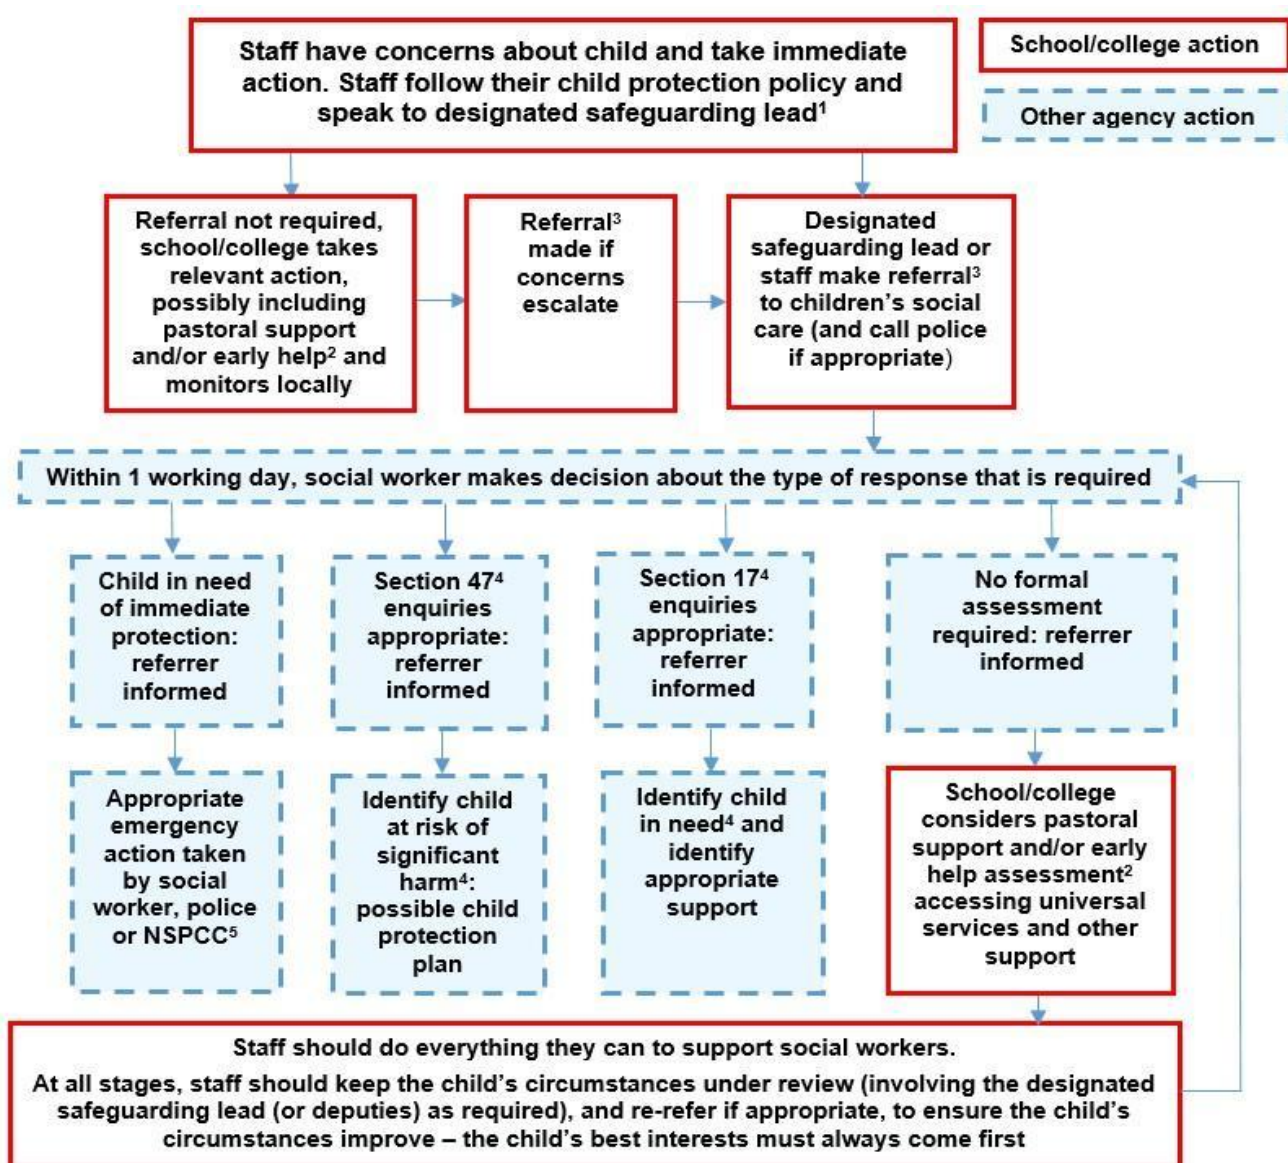 Staff have concerns about child and take immediate
action. Staff follow their child protection policy and
speak to designated safeguarding lead¹
School/college action
Other agency action
Referral not required,
school/college takes
relevant action,
possibly including
pastoral support
and/or early help² and
monitors locally
Referral³
made if
concerns
escalate
Designated
safeguarding lead or
staff make referral³
to children’s social
care (and call police
if appropriate)
Within 1 working day, social worker makes decision about the type of response that is required
Child in need
of immediate
protection:
referrer
informed
Section 47⁴
enquiries
appropriate:
referrer
informed
Section 17⁴
enquiries
appropriate:
referrer
informed
No formal
assessment
required: referrer
informed
Appropriate
emergency
action taken
by social
worker, police
or NSPCC⁵
Identify child
at risk of
significant
harm⁴:
possible child
protection
plan
Identify child
in need⁴ and
identify
appropriate
support
School/college
considers pastoral
support and/or early
help assessment²
accessing universal
services and other
support
Staff should do everything they can to support social workers.
At all stages, staff should keep the child’s circumstances under review (involving the designated
safeguarding lead (or deputies) as required), and re-refer if appropriate, to ensure the child’s
circumstances improve – the child’s best interests must always come first